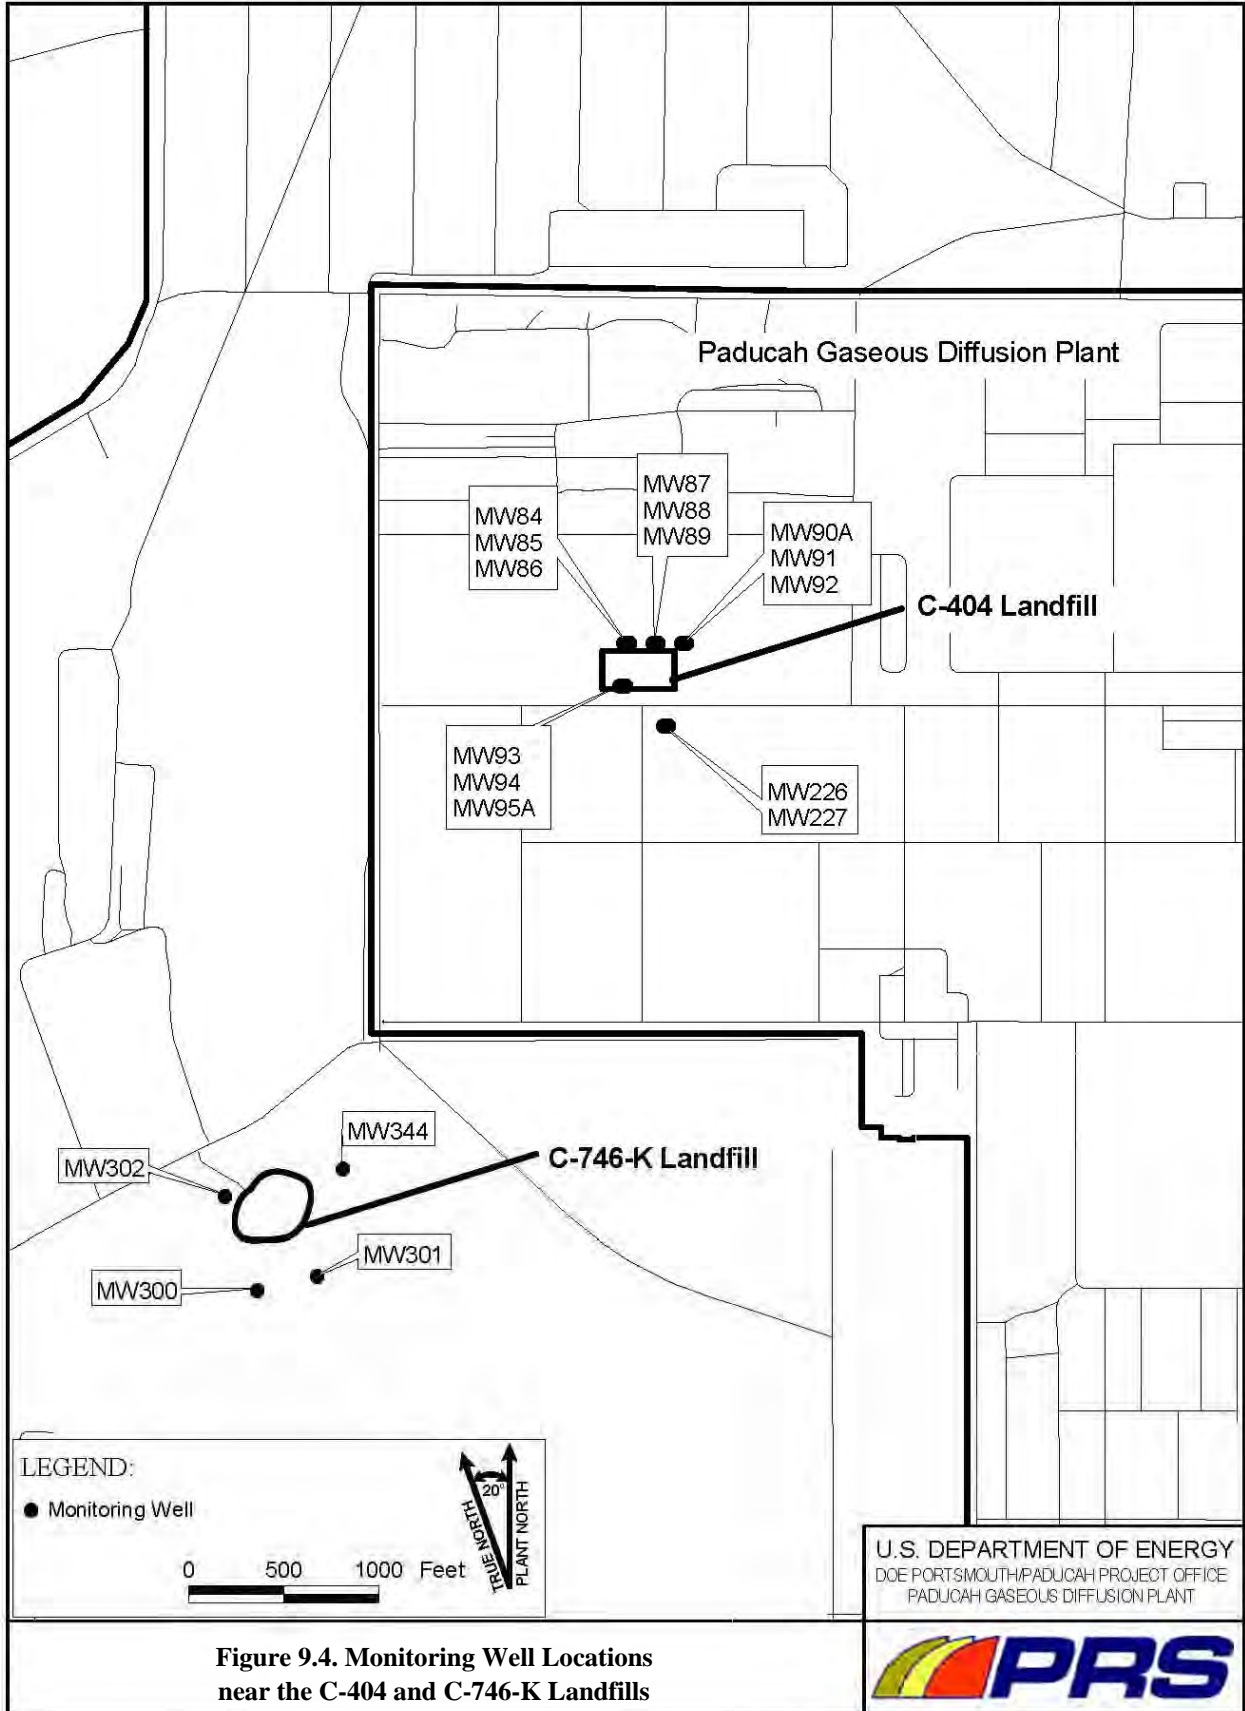 Paducah Gaseous Diffusion Plant
MW87
MW88
MW89
MW84
MW85
MW86
MW90A
MW91
MW92
C-404 Landfill
MW93
MW94
MW95A
MW226
MW227
MW344
C-746-K Landfill
MW302
MW301
MW300
LEGEND:
Monitoring Well
0 500 1000 Feet
20°
TRUE NORTH
PLANT NORTH
U.S. DEPARTMENT OF ENERGY
DOE PORTSMOUTH/PADUCAH PROJECT OFFICE
PADUCAH GASEOUS DIFFUSION PLANT
Figure 9.4. Monitoring Well Locations
near the C-404 and C-746-K Landfills
PRS